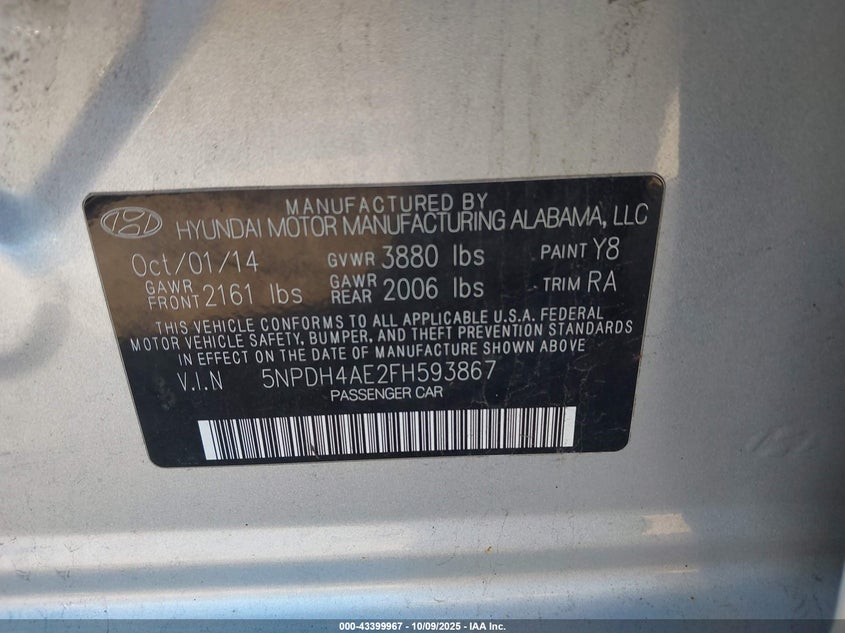 MANUFACTURED BY
HYUNDAI MOTOR MANUFACTURING ALABAMA, LLC
Oct/01/14 GVWR 3880 lbs PAINT Y8
GAWR FRONT 2161 lbs GAWR REAR 2006 lbs TRIM RA
THIS VEHICLE CONFORMS TO ALL APPLICABLE U.S.A. FEDERAL
MOTOR VEHICLE SAFETY, BUMPER, AND THEFT PREVENTION STANDARDS
IN EFFECT ON THE DATE OF MANUFACTURE SHOWN ABOVE
V.I.N 5NPDH4AE2FH593867
PASSENGER CAR
000-43399967 - 10/09/2025 - IAA Inc.